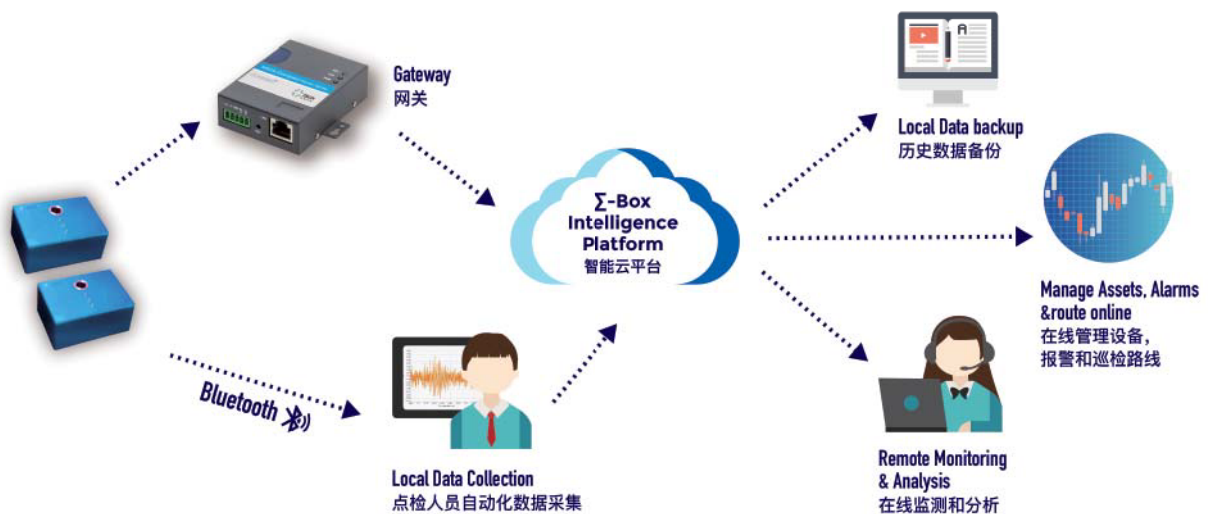 Gateway
网关
Local Data backup
历史数据备份
∑-Box
Intelligence
Platform
智能云平台
Manage Assets, Alarms
&route online
在线管理设备,
报警和巡检路线
Bluetooth
Local Data Collection
点检人员自动化数据采集
Remote Monitoring
& Analysis
在线监测和分析
A